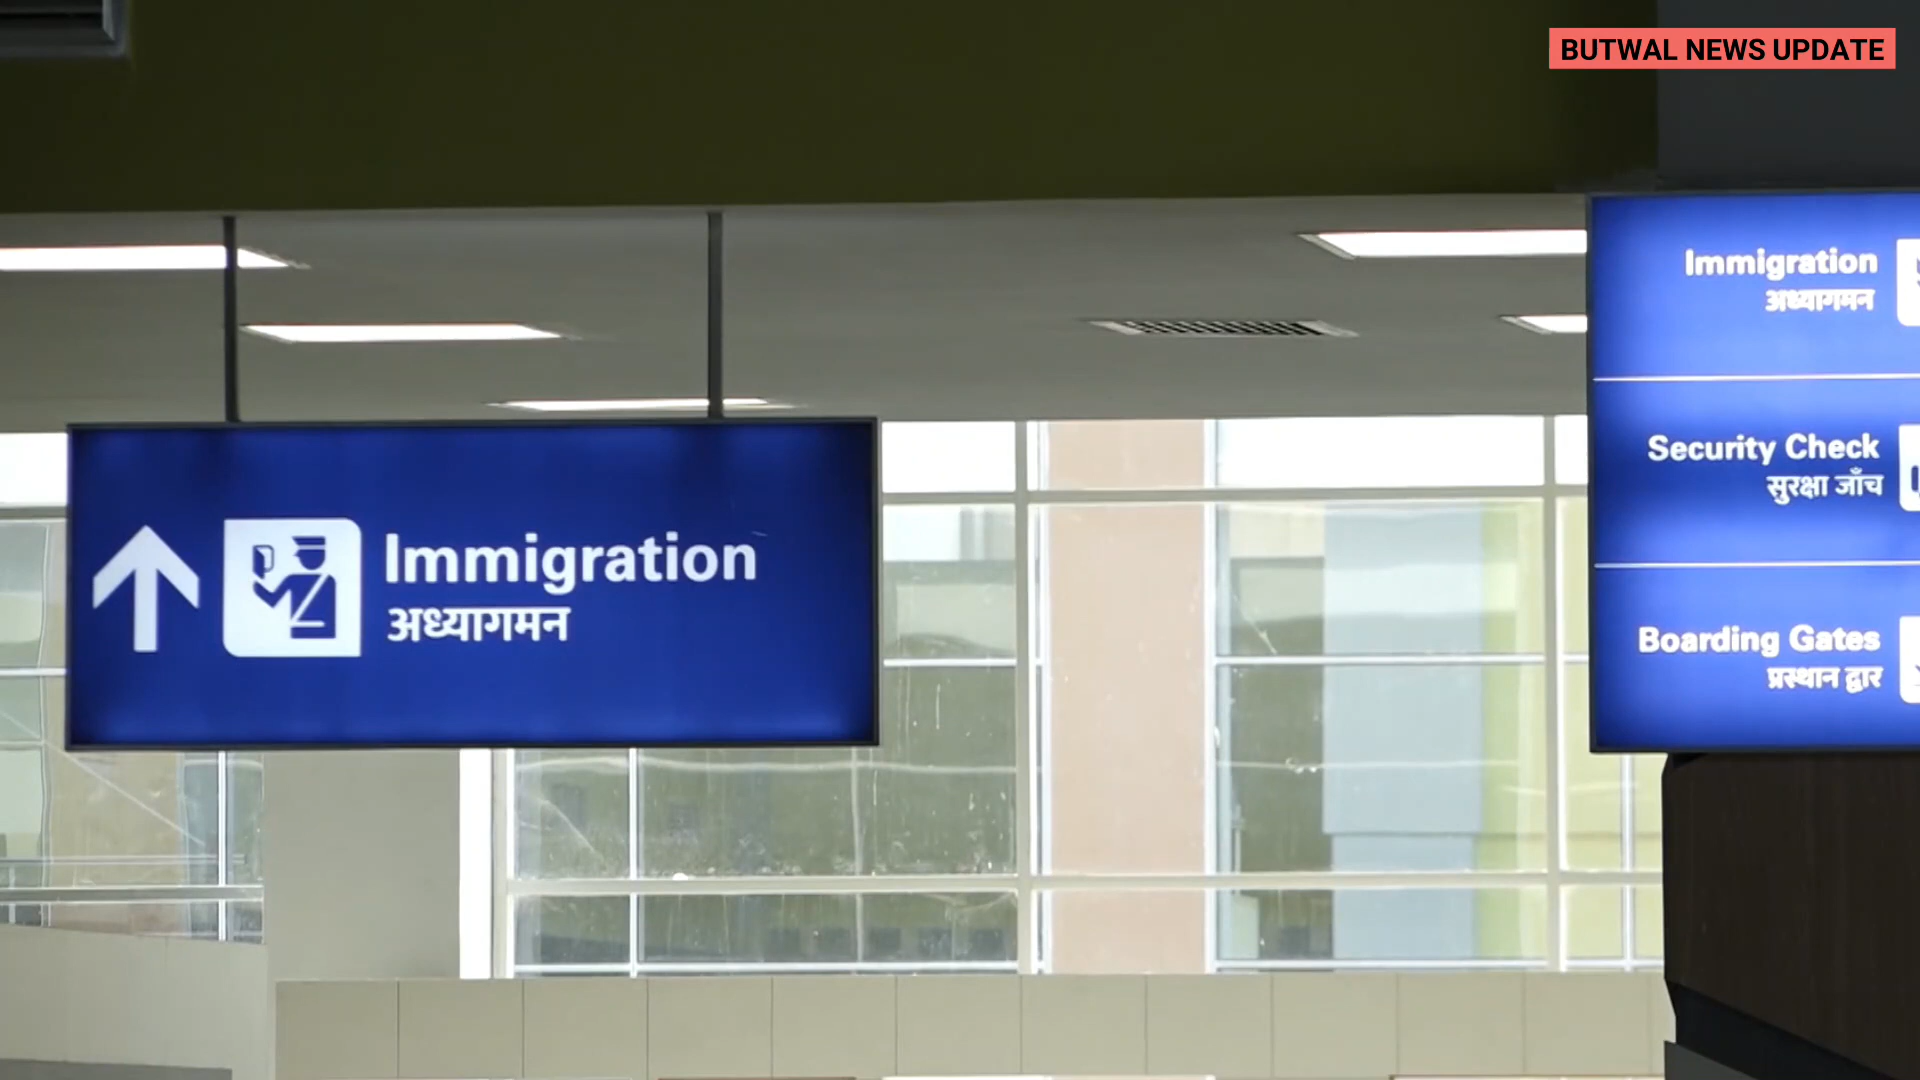 BUTWAL NEWS UPDATE
Immigration
अध्यागमन
Immigration
अध्यागमन
Security Check
सुरक्षा जाँच
Boarding Gates
प्रस्थान द्वार